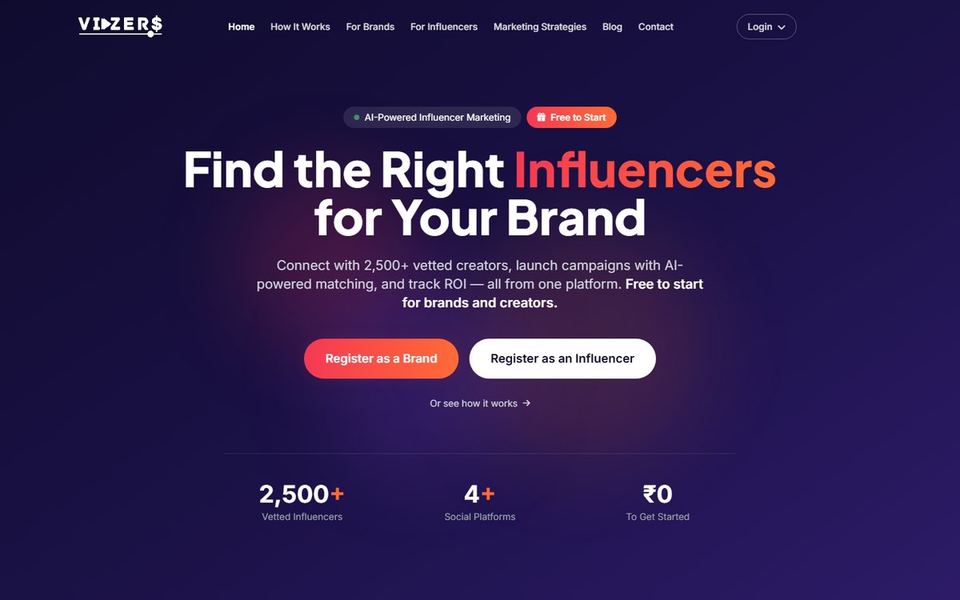 VIDZER$
Home
How It Works
For Brands
For Influencers
Marketing Strategies
Blog
Contact
Login
AI-Powered Influencer Marketing
Free to Start
Find the Right Influencers
for Your Brand
Connect with 2,500+ vetted creators, launch campaigns with AI-
powered matching, and track ROI — all from one platform. Free to start
for brands and creators.
Register as a Brand
Register as an Influencer
Or see how it works →
2,500+
Vetted Influencers
4+
Social Platforms
₹0
To Get Started